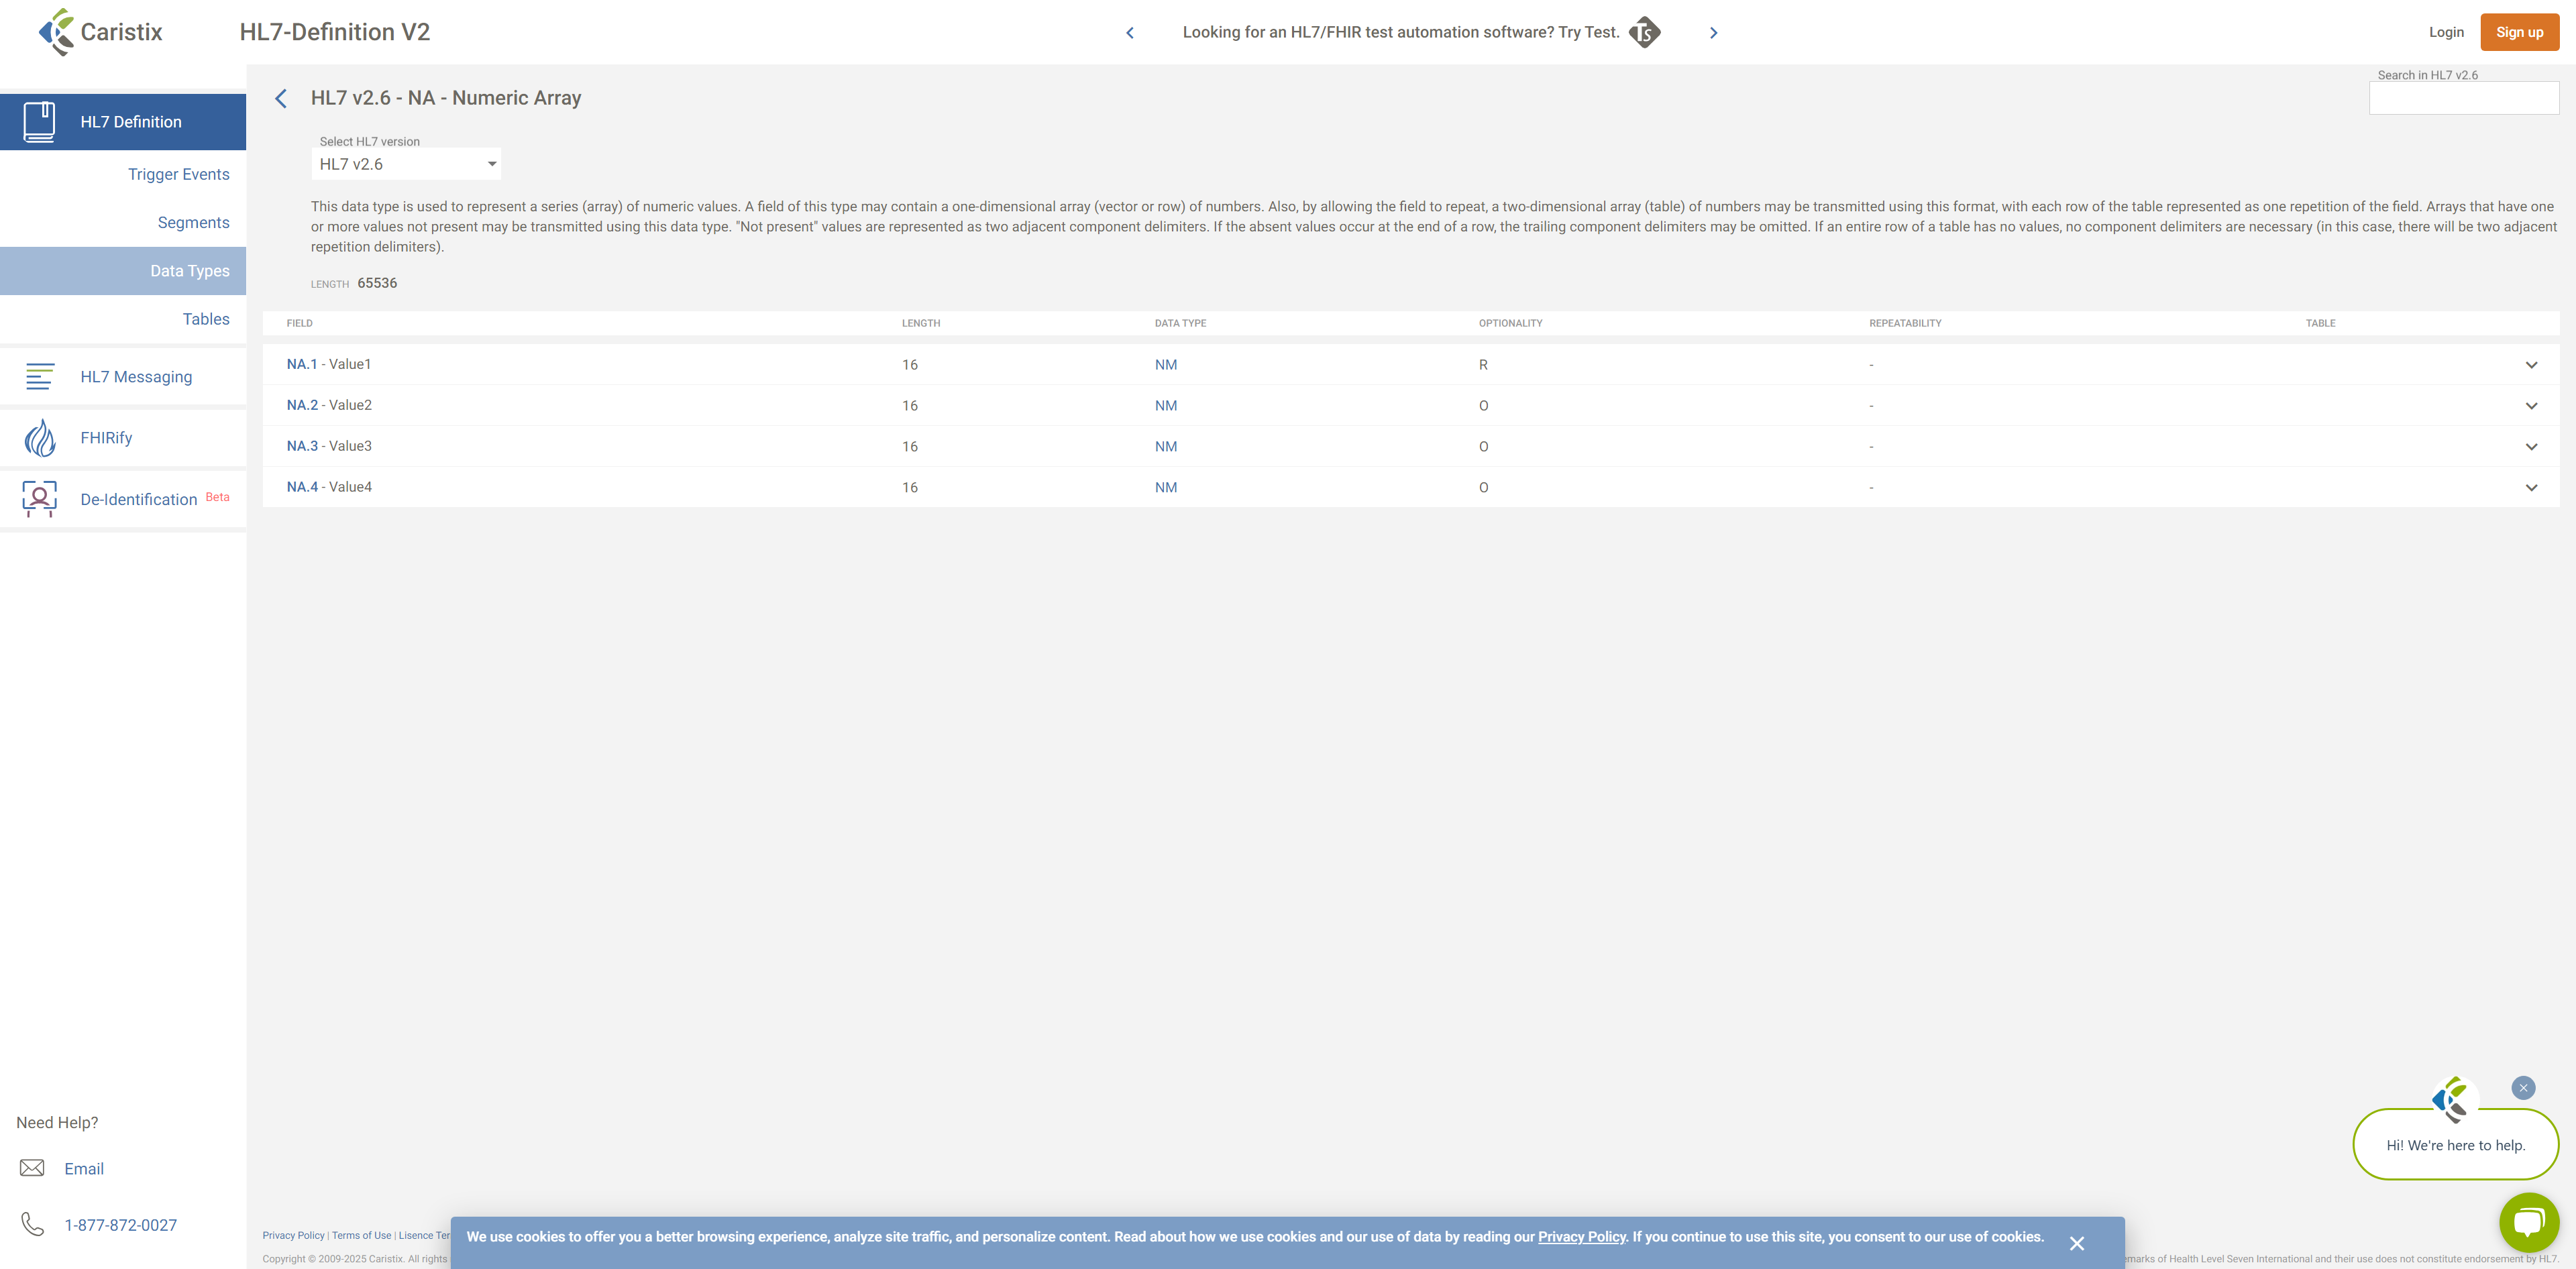 Caristix
HL7-Definition V2
Looking for an HL7/FHIR test automation software? Try Test.
Ts
Login
Sign up
HL7 Definition
Trigger Events
Segments
Data Types
Tables
HL7 Messaging
FHIRify
De-Identification Beta
Need Help?
Email
1-877-872-0027
HL7 v2.6 - NA - Numeric Array
Search in HL7 v2.6
Select HL7 version
HL7 v2.6
This data type is used to represent a series (array) of numeric values. A field of this type may contain a one-dimensional array (vector or row) of numbers. Also, by allowing the field to repeat, a two-dimensional array (table) of numbers may be transmitted using this format, with each row of the table represented as one repetition of the field. Arrays that have one
or more values not present may be transmitted using this data type. "Not present" values are represented as two adjacent component delimiters. If the absent values occur at the end of a row, the trailing component delimiters may be omitted. If an entire row of a table has no values, no component delimiters are necessary (in this case, there will be two adjacent
repetition delimiters).
LENGTH 65536
FIELD LENGTH DATA TYPE OPTIONALITY REPEATABILITY TABLE
NA.1 - Value1 16 NM R -
NA.2 - Value2 16 NM O -
NA.3 - Value3 16 NM O -
NA.4 - Value4 16 NM O -
Hi! We're here to help.
Privacy Policy | Terms of Use | Lisence Ter
We use cookies to offer you a better browsing experience, analyze site traffic, and personalize content. Read about how we use cookies and our use of data by reading our Privacy Policy. If you continue to use this site, you consent to our use of cookies.
Copyright © 2009-2025 Caristix. All rights
emarks of Health Level Seven International and their use does not constitute endorsement by HL7.